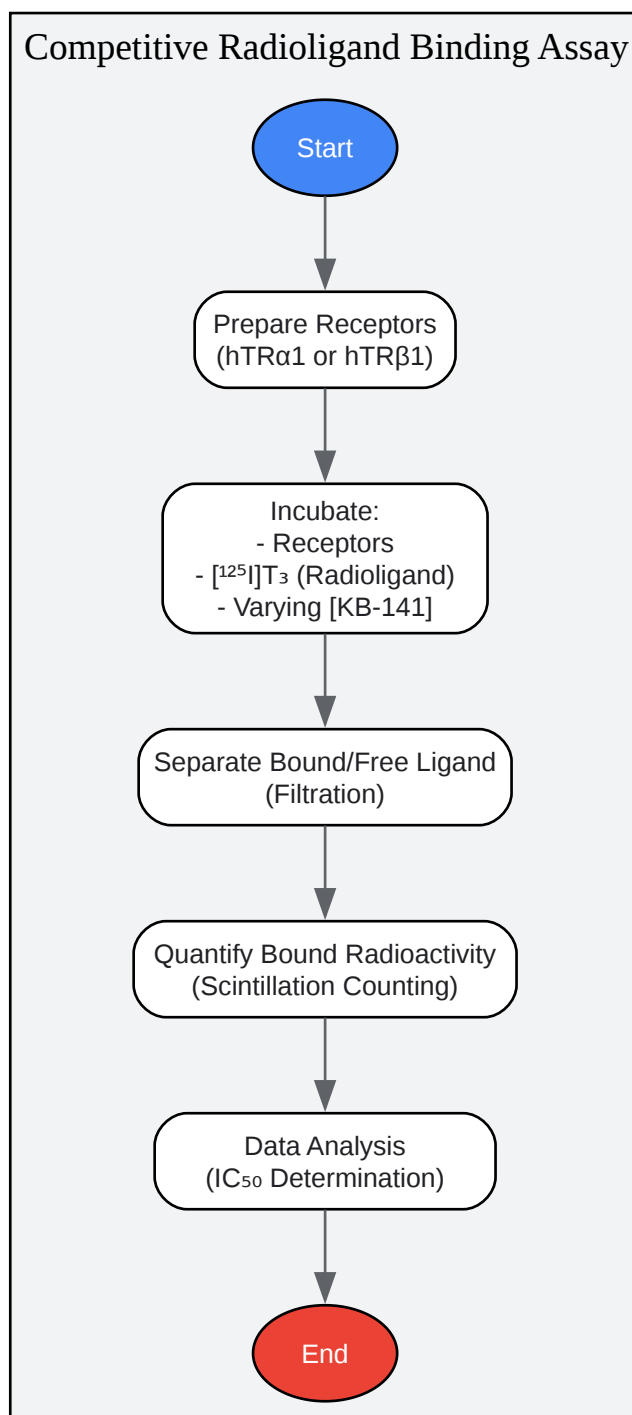 Competitive Radioligand Binding Assay
Start
Prepare Receptors
(hTRα1 or hTRβ1)
Incubate:
- Receptors
- [¹²⁵I]T₃ (Radioligand)
- Varying [KB-141]
Separate Bound/Free Ligand
(Filtration)
Quantify Bound Radioactivity
(Scintillation Counting)
Data Analysis
(IC₅₀ Determination)
End